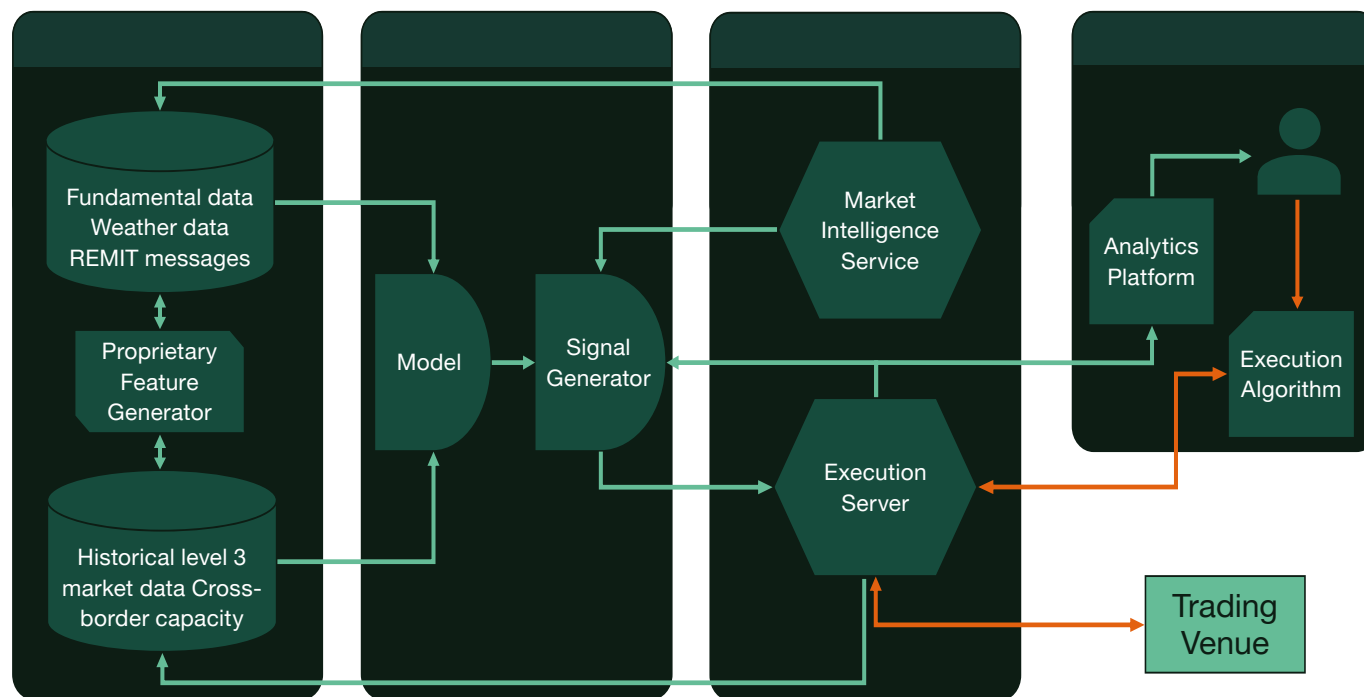 Fundamental data
Weather data
REMIT messages
Proprietary
Feature
Generator
Historical level 3
market data Cross-
border capacity
Model
Signal
Generator
Market
Intelligence
Service
Execution
Server
Analytics
Platform
Execution
Algorithm
Trading
Venue